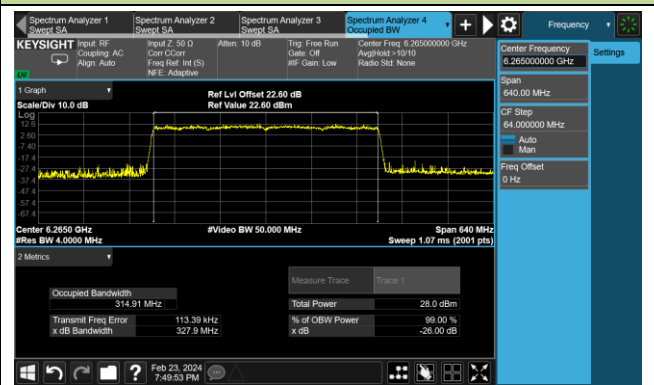 Spectrum Analyzer 1
Swept SA
Spectrum Analyzer 2
Swept SA
Spectrum Analyzer 3
Swept SA
Spectrum Analyzer 4
Occupied BW
Frequency
KEYSIGHT
Input: RF
Coupling: AC
Align: Auto
Input Z: 50 Ω
Corr CCorr
Freq Ref: Int (S)
NFE: Adaptive
Atten: 10 dB
Trig: Free Run
Gate: Off
#IF Gain: Low
Center Freq: 6.265000000 GHz
Avg|Hold:>10/10
Radio Std: None
Center Frequency
6.265000000 GHz
Settings
Span
640.00 MHz
CF Step
64.000000 MHz
Auto
Man
Freq Offset
0 Hz
1 Graph
Scale/Div 10.0 dB
Ref Lvl Offset 22.60 dB
Ref Value 22.60 dBm
Log
12.6
2.60
-7.40
-17.4
-27.4
-37.4
-47.4
-57.4
-67.4
Center 6.2650 GHz
#Res BW 4.0000 MHz
#Video BW 50.000 MHz
Span 640 MHz
Sweep 1.07 ms (2001 pts)
2 Metrics
Measure Trace
Trace 1
Occupied Bandwidth
314.91 MHz
Total Power
28.0 dBm
Transmit Freq Error
113.39 kHz
% of OBW Power
99.00 %
x dB Bandwidth
327.9 MHz
x dB
-26.00 dB
Feb 23, 2024
7:49:53 PM